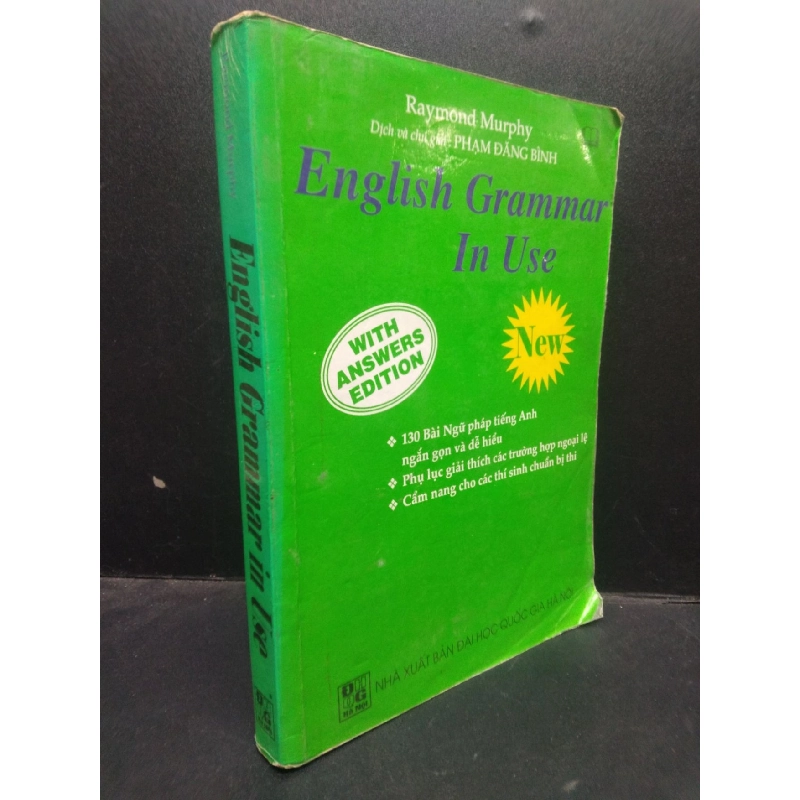 Raymond Murphy
Dịch và chú giải: PHẠM ĐĂNG BÌNH
English Grammar
In Use
WITH
ANSWERS
EDITION
New
❖ 130 Bài Ngữ pháp tiếng Anh
ngắn gọn và dễ hiểu
❖ Phụ lục giải thích các trường hợp ngoại lệ
❖ Cẩm nang cho các thí sinh chuẩn bị thi
NHÀ XUẤT BẢN ĐẠI HỌC QUỐC GIA HÀ NỘI
English Grammar in Use
HÀ NỘI